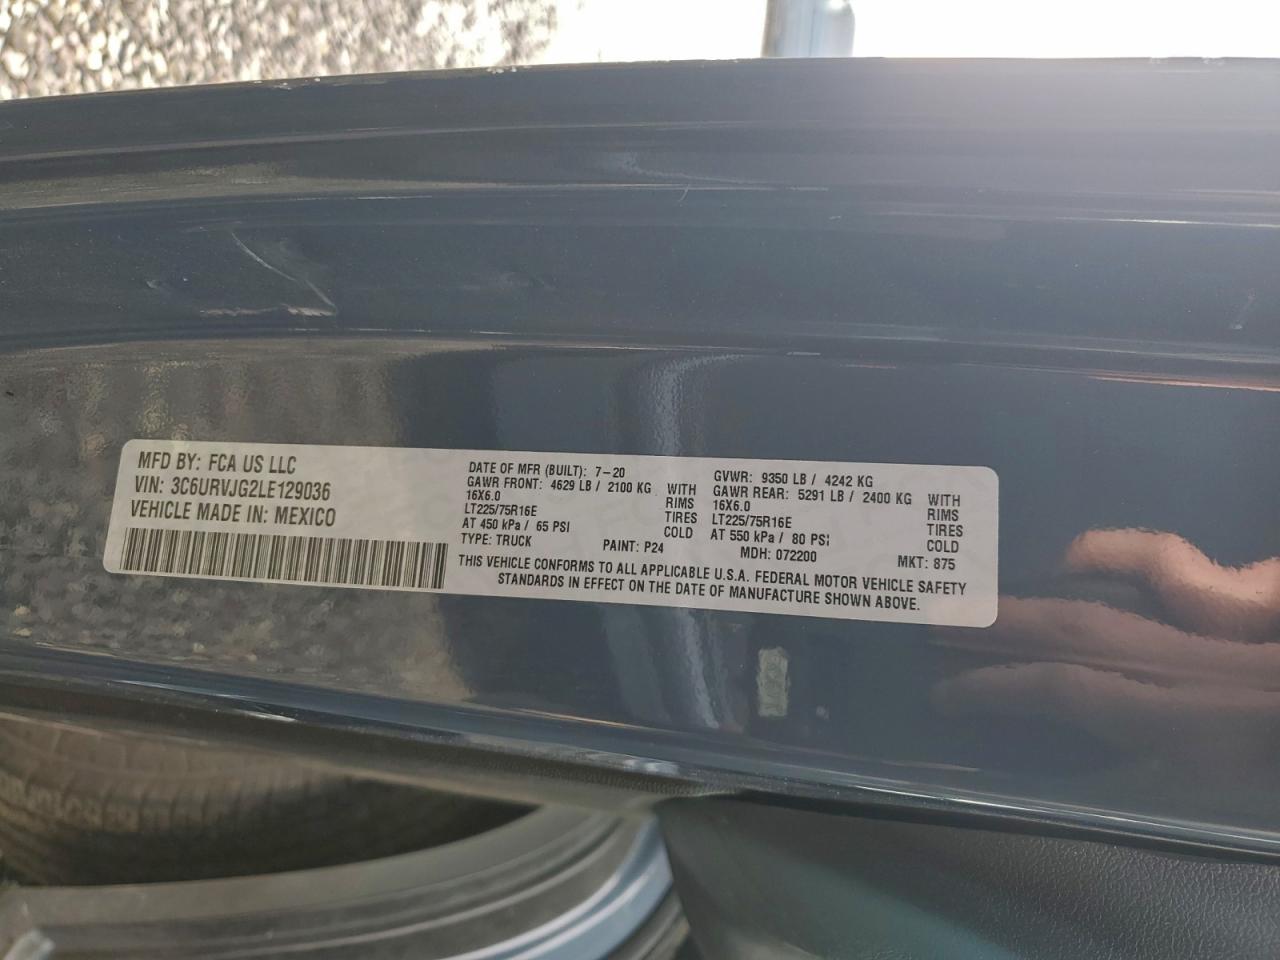 MFD BY: FCA US LLC
VIN: 3C6URVJG2LE129036
VEHICLE MADE IN: MEXICO
DATE OF MFR (BUILT): 7-20
GAWR FRONT: 4629 LB / 2100 KG WITH
16X6.0 RIMS
LT225/75R16E TIRES
AT 450 kPa / 65 PSI COLD
TYPE: TRUCK PAINT: P24
GVWR: 9350 LB / 4242 KG
GAWR REAR: 5291 LB / 2400 KG WITH
16X6.0 RIMS
LT225/75R16E TIRES
AT 550 kPa / 80 PSI COLD
MDH: 072200 MKT: 875
THIS VEHICLE CONFORMS TO ALL APPLICABLE U.S.A. FEDERAL MOTOR VEHICLE SAFETY
STANDARDS IN EFFECT ON THE DATE OF MANUFACTURE SHOWN ABOVE.